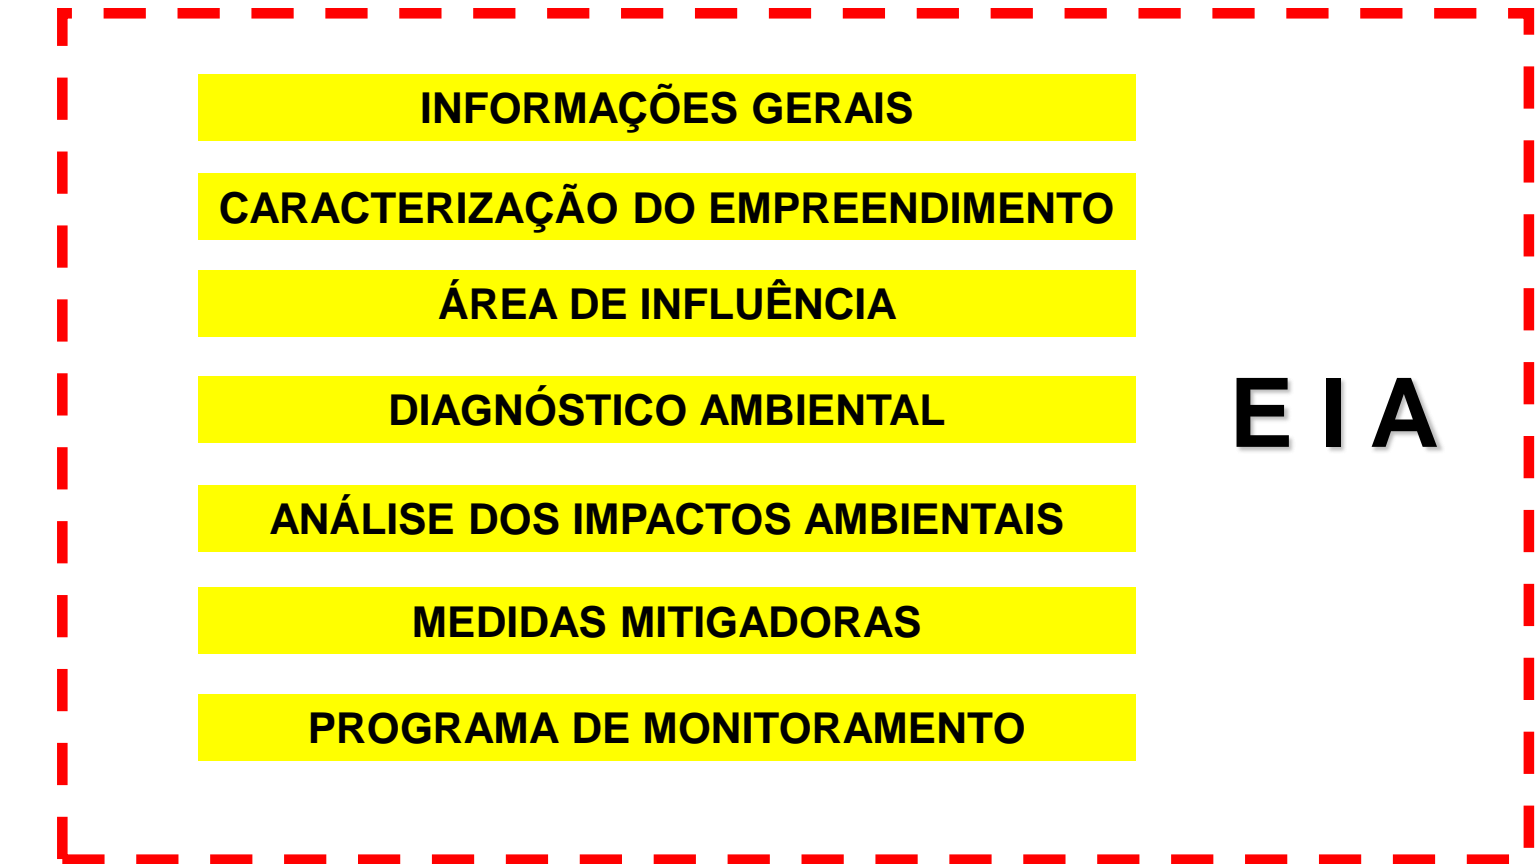 INFORMAÇÕES GERAIS
CARACTERIZAÇÃO DO EMPREENDIMENTO
ÁREA DE INFLUÊNCIA
DIAGNÓSTICO AMBIENTAL
E I A
ANÁLISE DOS IMPACTOS AMBIENTAIS
MEDIDAS MITIGADORAS
PROGRAMA DE MONITORAMENTO